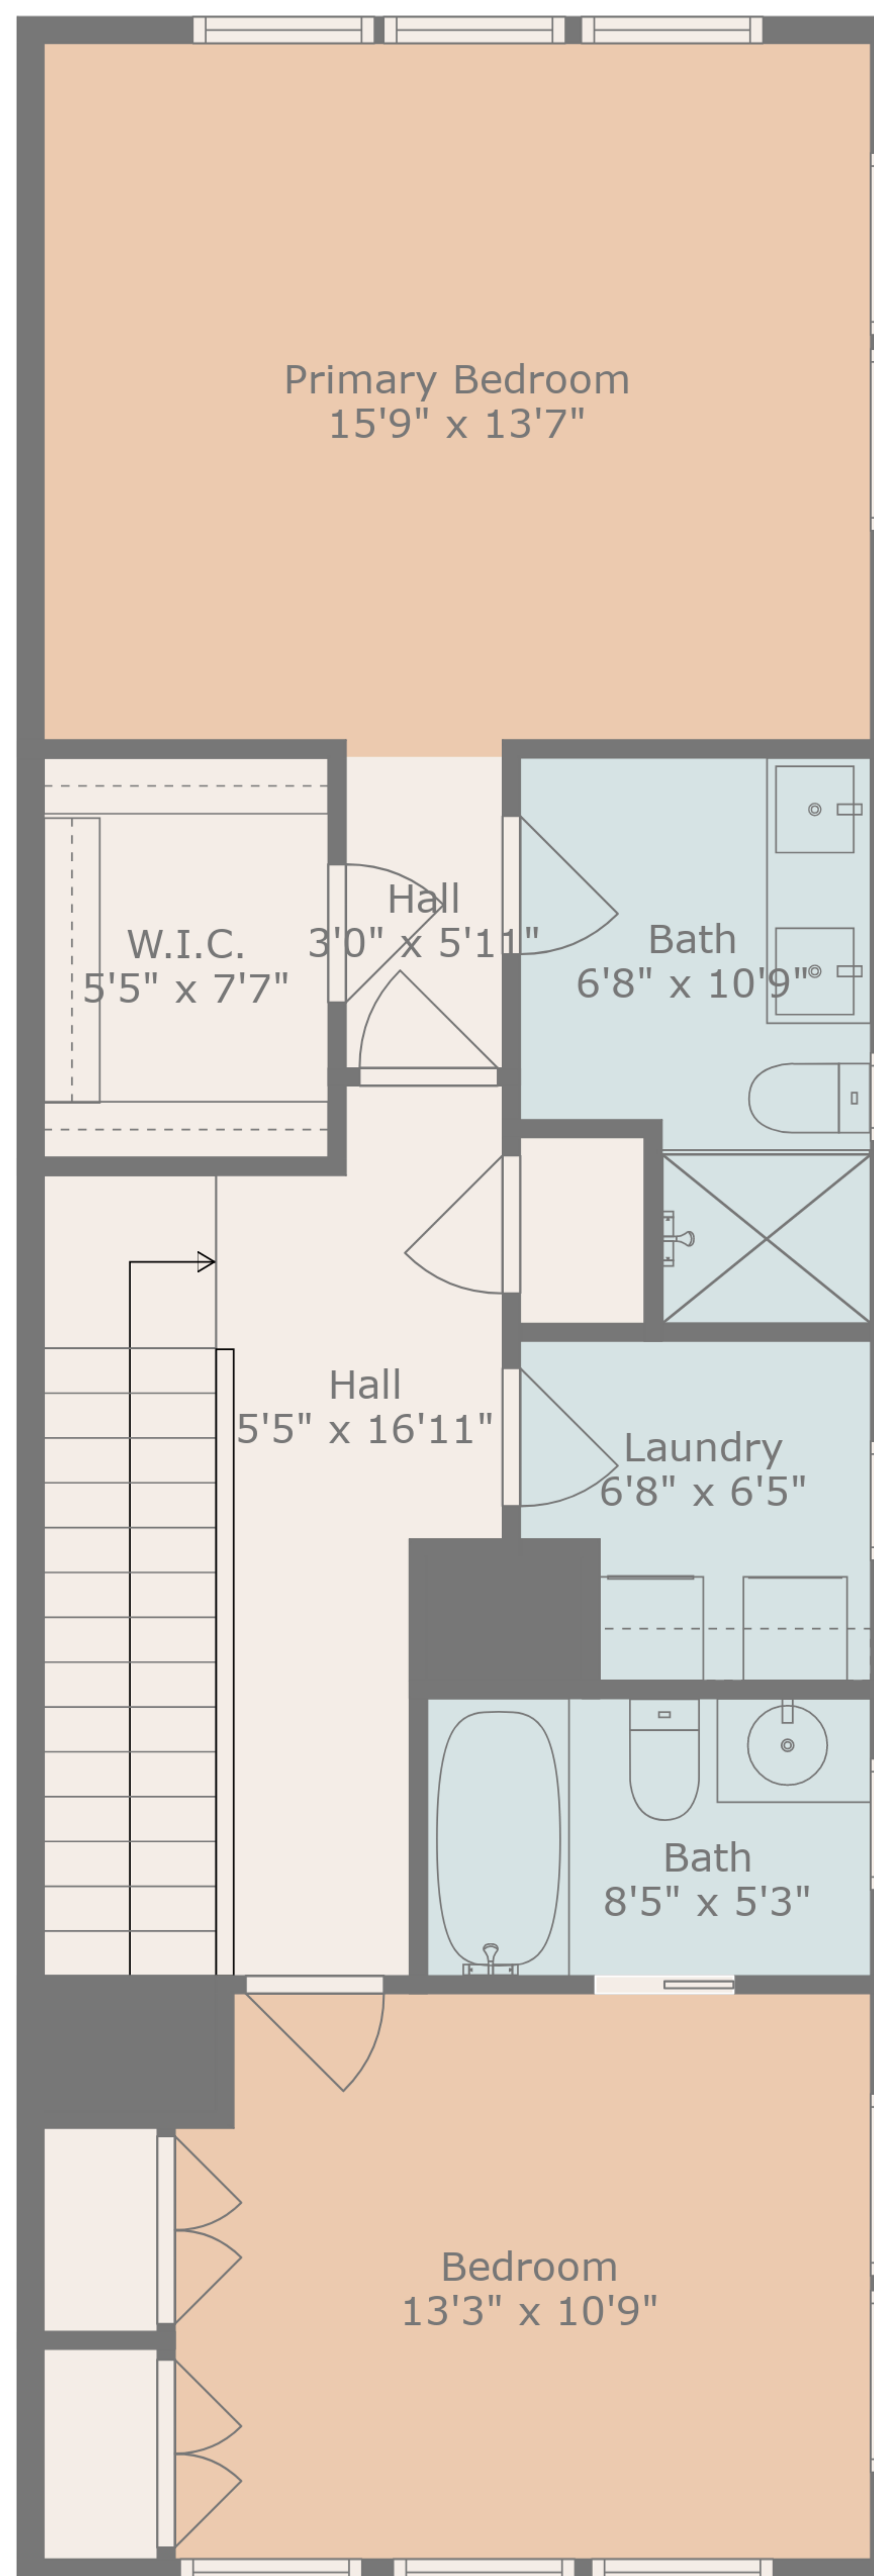 Primary Bedroom
15'9" x 13'7"
Hall
3'0" x 5'11"
W.I.C.
5'5" x 7'7"
Bath
6'8" x 10'9"
Hall
5'5" x 16'11"
Laundry
6'8" x 6'5"
Bath
8'5" x 5'3"
Bedroom
13'3" x 10'9"